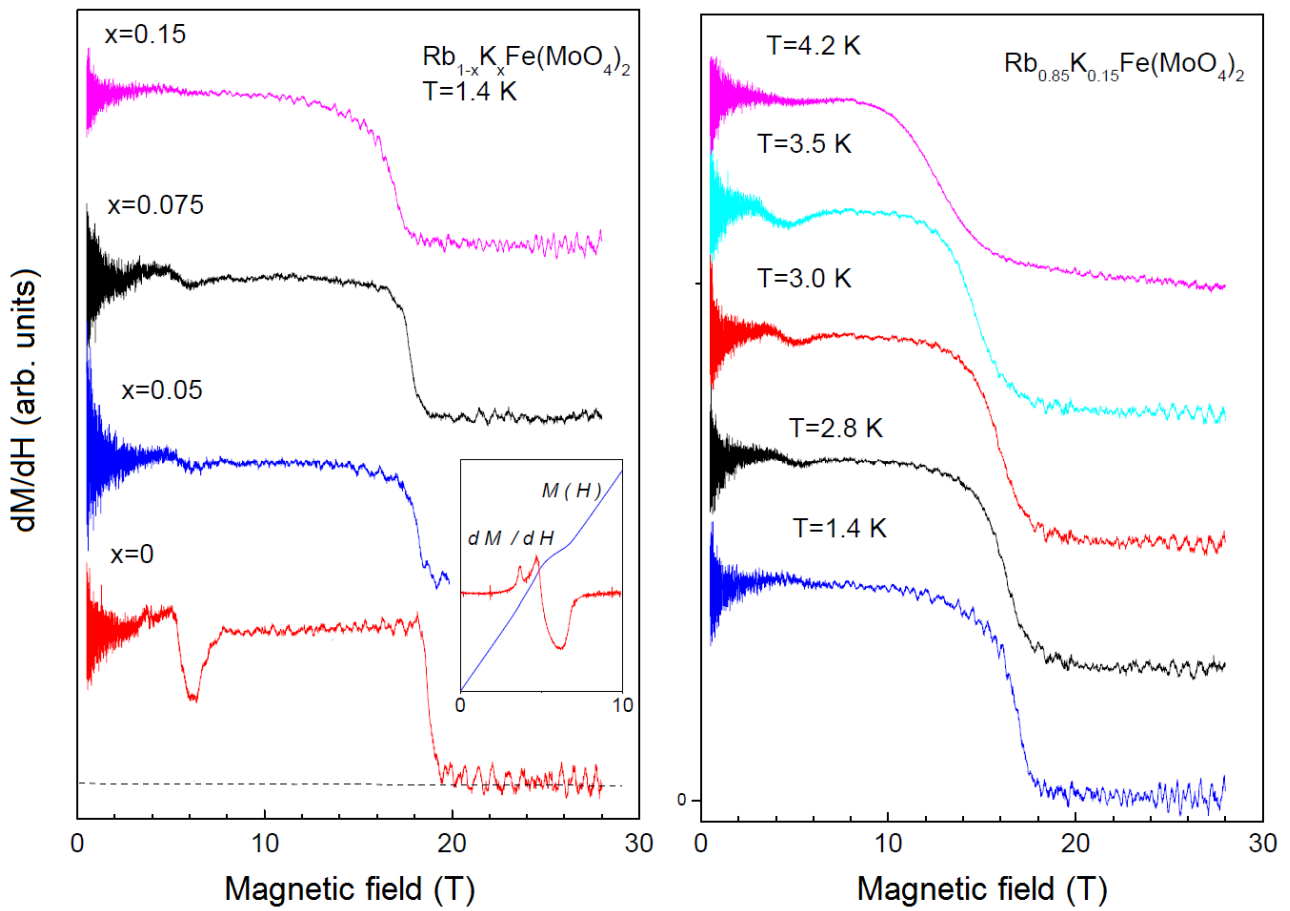 x=0.15
Rb1-xKxFe(MoO4)2
T=1.4 K
x=0.075
x=0.05
x=0
M ( H )
d M / d H
0
10
0
10
20
30
Magnetic field (T)
dM/dH (arb. units)
T=4.2 K
Rb0.85K0.15Fe(MoO4)2
T=3.5 K
T=3.0 K
T=2.8 K
T=1.4 K
0
0
10
20
30
Magnetic field (T)